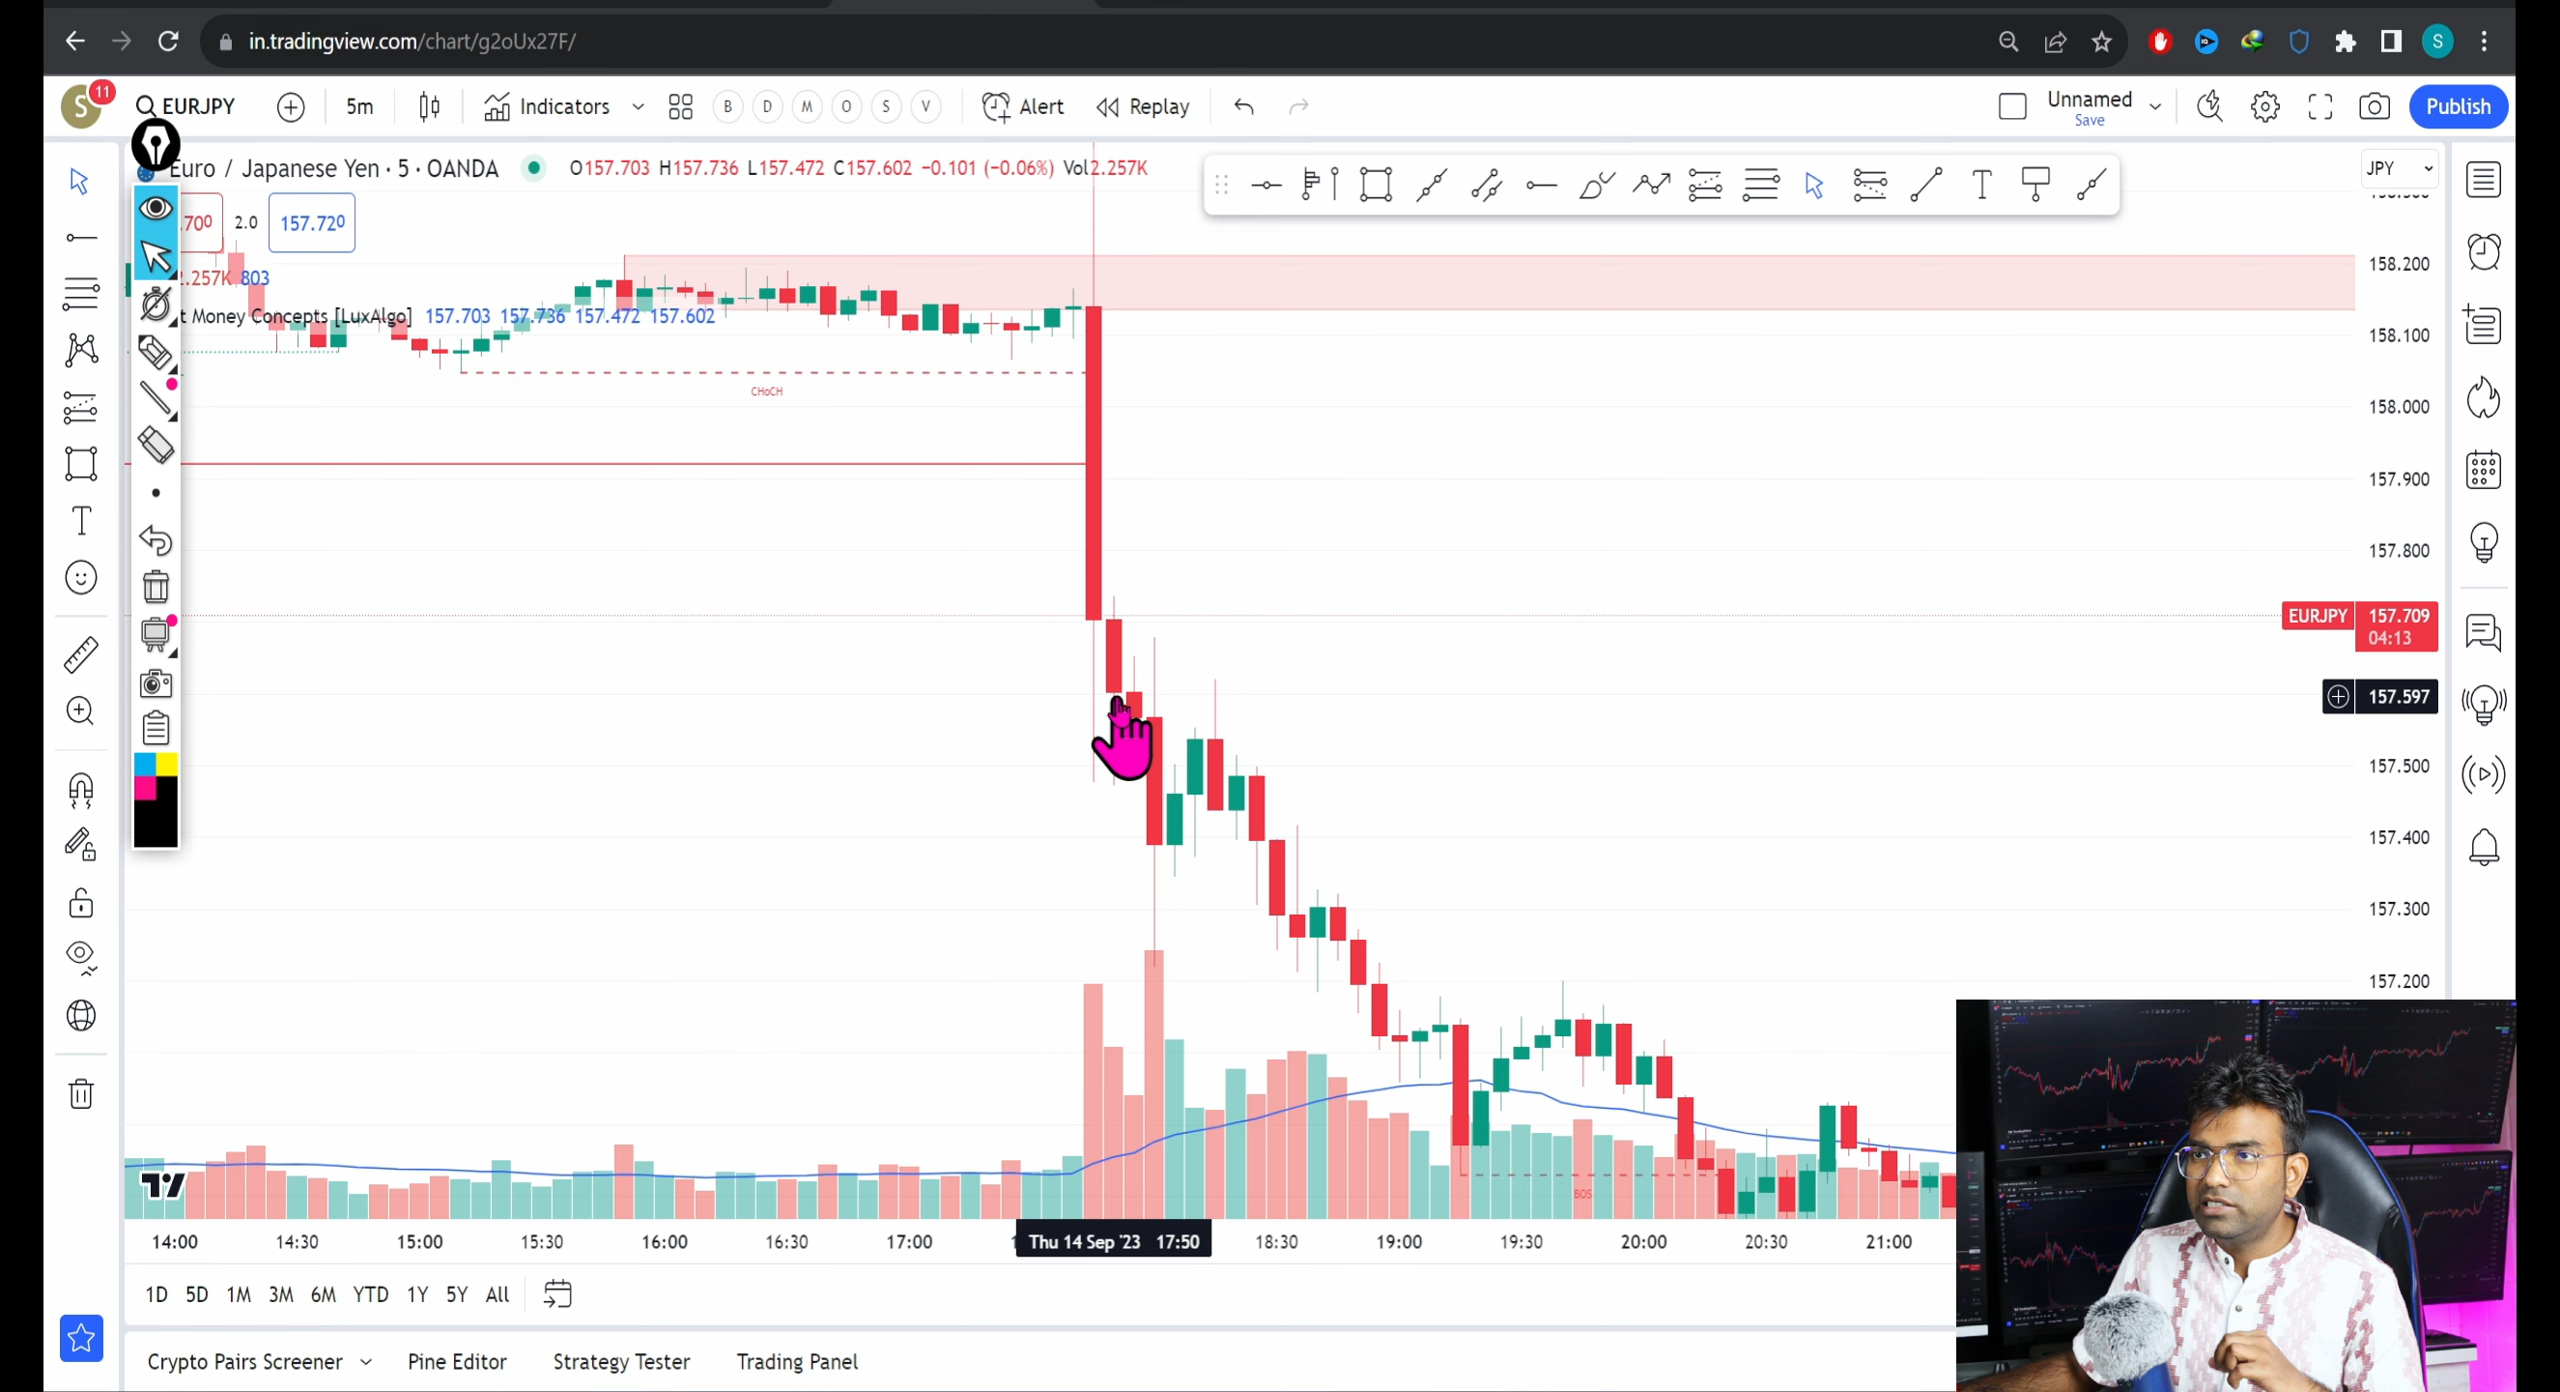 in.tradingview.com/chart/g2oUx27F/
S
S
11
EURJPY
5m
Indicators
B
D
M
O
S
V
Alert
Replay
Unnamed
Save
Publish
Euro / Japanese Yen · 5 · OANDA
O157.703 H157.736 L157.472 C157.602 −0.101 (−0.06%) Vol2.257K
JPY
.700
2.0
157.720
.257K 803
t Money Concepts [LuxAlgo] 157.703 157.736 157.472 157.602
158.200
158.100
158.000
157.900
157.800
EURJPY
157.709
04:13
157.597
157.500
157.400
157.300
157.200
CHoCH
BOS
T
T
14:00
14:30
15:00
15:30
16:00
16:30
17:00
Thu 14 Sep '23 17:50
18:30
19:00
19:30
20:00
20:30
21:00
1D 5D 1M 3M 6M YTD 1Y 5Y All
Crypto Pairs Screener
Pine Editor
Strategy Tester
Trading Panel